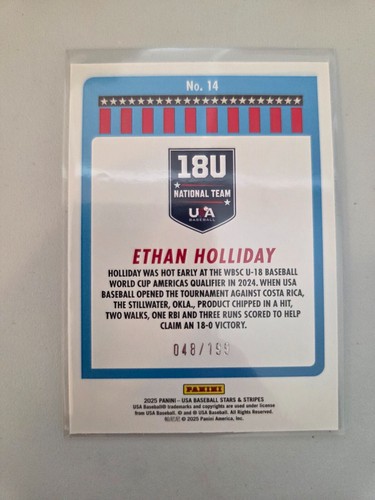 No. 14
18U
NATIONAL TEAM
USA
BASEBALL
ETHAN HOLLIDAY
HOLLIDAY WAS HOT EARLY AT THE WBSC U-18 BASEBALL
WORLD CUP AMERICAS QUALIFIER IN 2024. WHEN USA
BASEBALL OPENED THE TOURNAMENT AGAINST COSTA RICA,
THE STILLWATER, OKLA., PRODUCT CHIPPED IN A HIT,
TWO WALKS, ONE RBI AND THREE RUNS SCORED TO HELP
CLAIM AN 18-0 VICTORY.
048/199
PANINI
2025 PANINI – USA BASEBALL STARS & STRIPES
USA Baseball® trademarks and copyrights are used under license
from USA Baseball. © and ® USA Baseball. All Rights Reserved.
© 2025 Panini America, Inc.